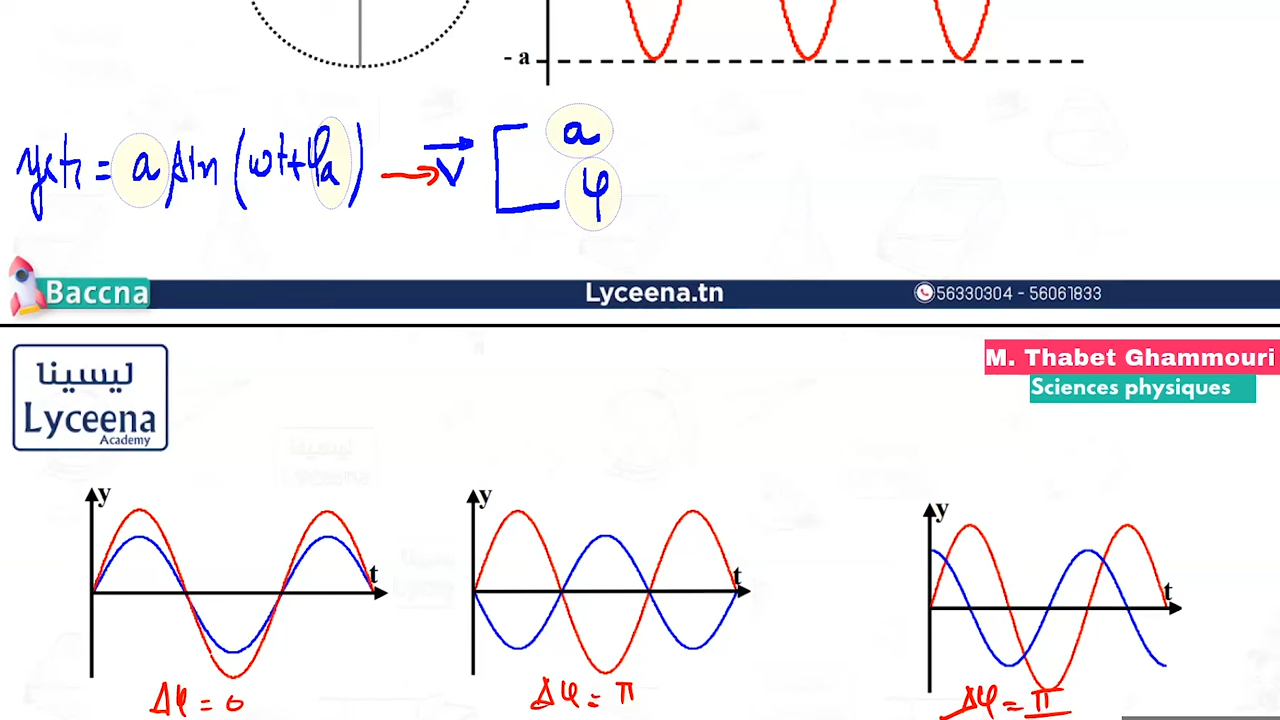 - a
y(t) = a sin (ωt+φa) → V [ a
φ
Baccna
Lyceena.tn
56330304 - 56061833
ليسينا
Lyceena
Academy
M. Thabet Ghammouri
Sciences physiques
y
t
y
t
y
t
Δφ = 0
Δφ = π
Δφ = π